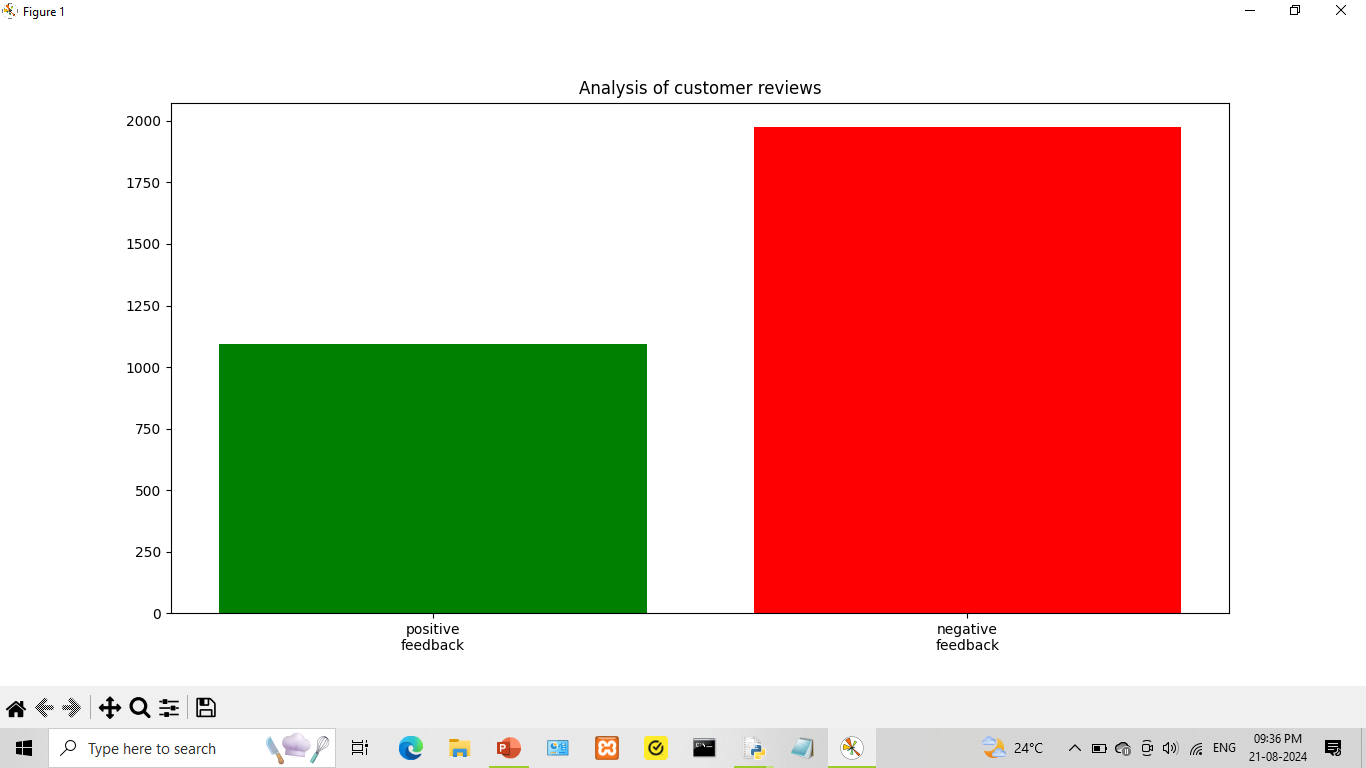 Figure 1
Analysis of customer reviews
2000
1750
1500
1250
1000
750
500
250
0
positive
feedback
negative
feedback
Type here to search
24°C
ENG
09:36 PM
21-08-2024